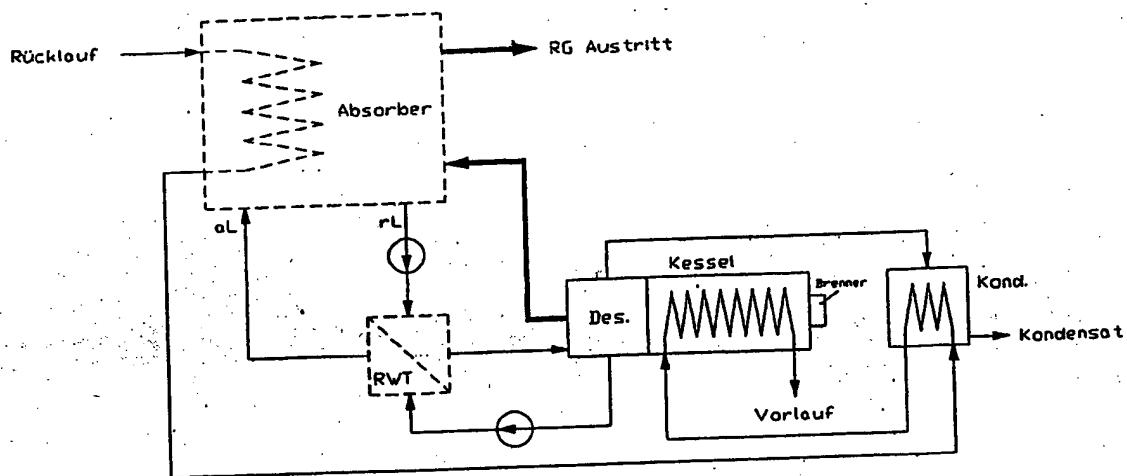 Rücklauf
RG Austritt
Absorber
aL
rL
Kessel
Brenner
Kond.
Des.
Kondensat
RWT
Vorlauf